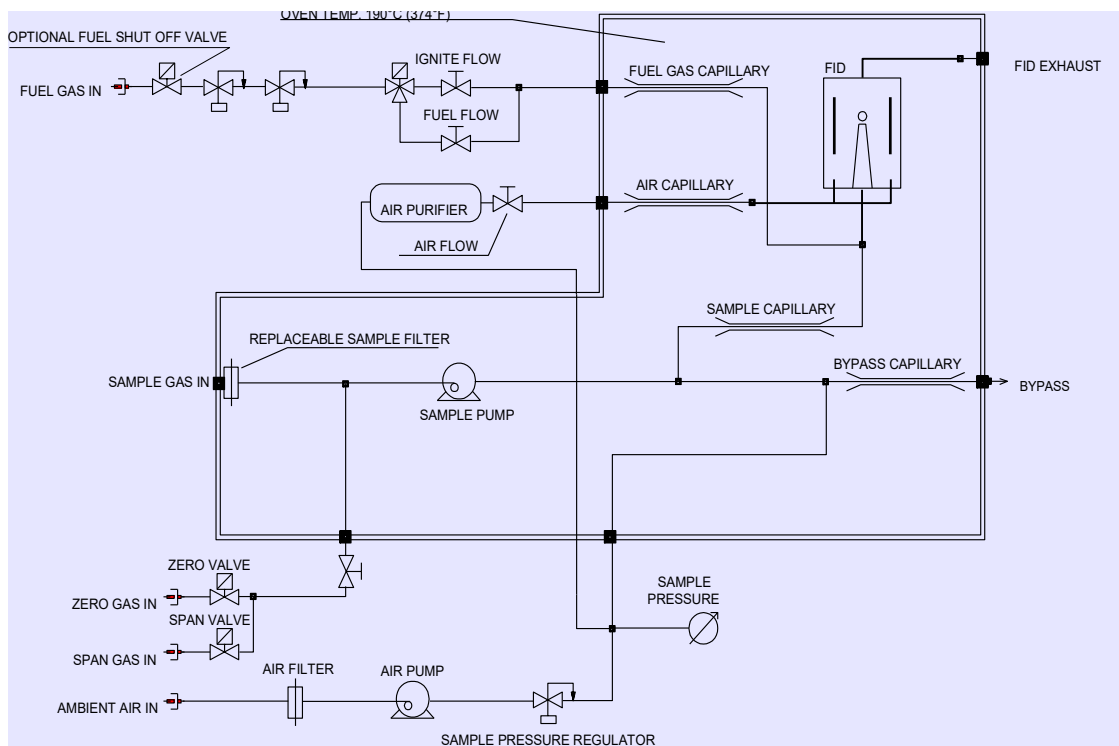 OVEN TEMP. 190°C (374°F)
OPTIONAL FUEL SHUT OFF VALVE
IGNITE FLOW
FUEL GAS CAPILLARY
FID
FID EXHAUST
FUEL GAS IN
FUEL FLOW
AIR CAPILLARY
AIR PURIFIER
AIR FLOW
SAMPLE CAPILLARY
REPLACEABLE SAMPLE FILTER
BYPASS CAPILLARY
SAMPLE GAS IN
BYPASS
SAMPLE PUMP
ZERO VALVE
SAMPLE
PRESSURE
ZERO GAS IN
SPAN VALVE
SPAN GAS IN
AIR FILTER
AIR PUMP
AMBIENT AIR IN
SAMPLE PRESSURE REGULATOR